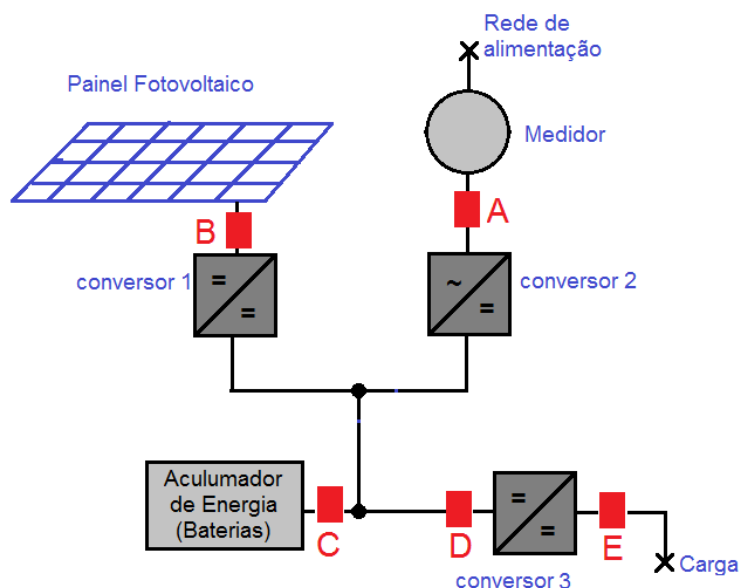 Rede de
alimentação
Painel Fotovoltaico
Medidor
A
B
conversor 1
=
=
~
=
conversor 2
Aculumador
de Energia
(Baterias)
C
D
=
=
E
Carga
conversor 3